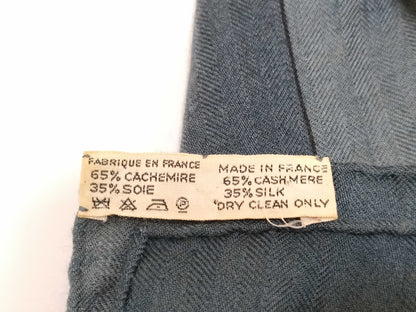 FABRIQUE EN FRANCE
65% CACHEMIRE
35% SOIE
P
MADE IN FRANCE
65% CASHMERE
35% SILK
DRY CLEAN ONLY